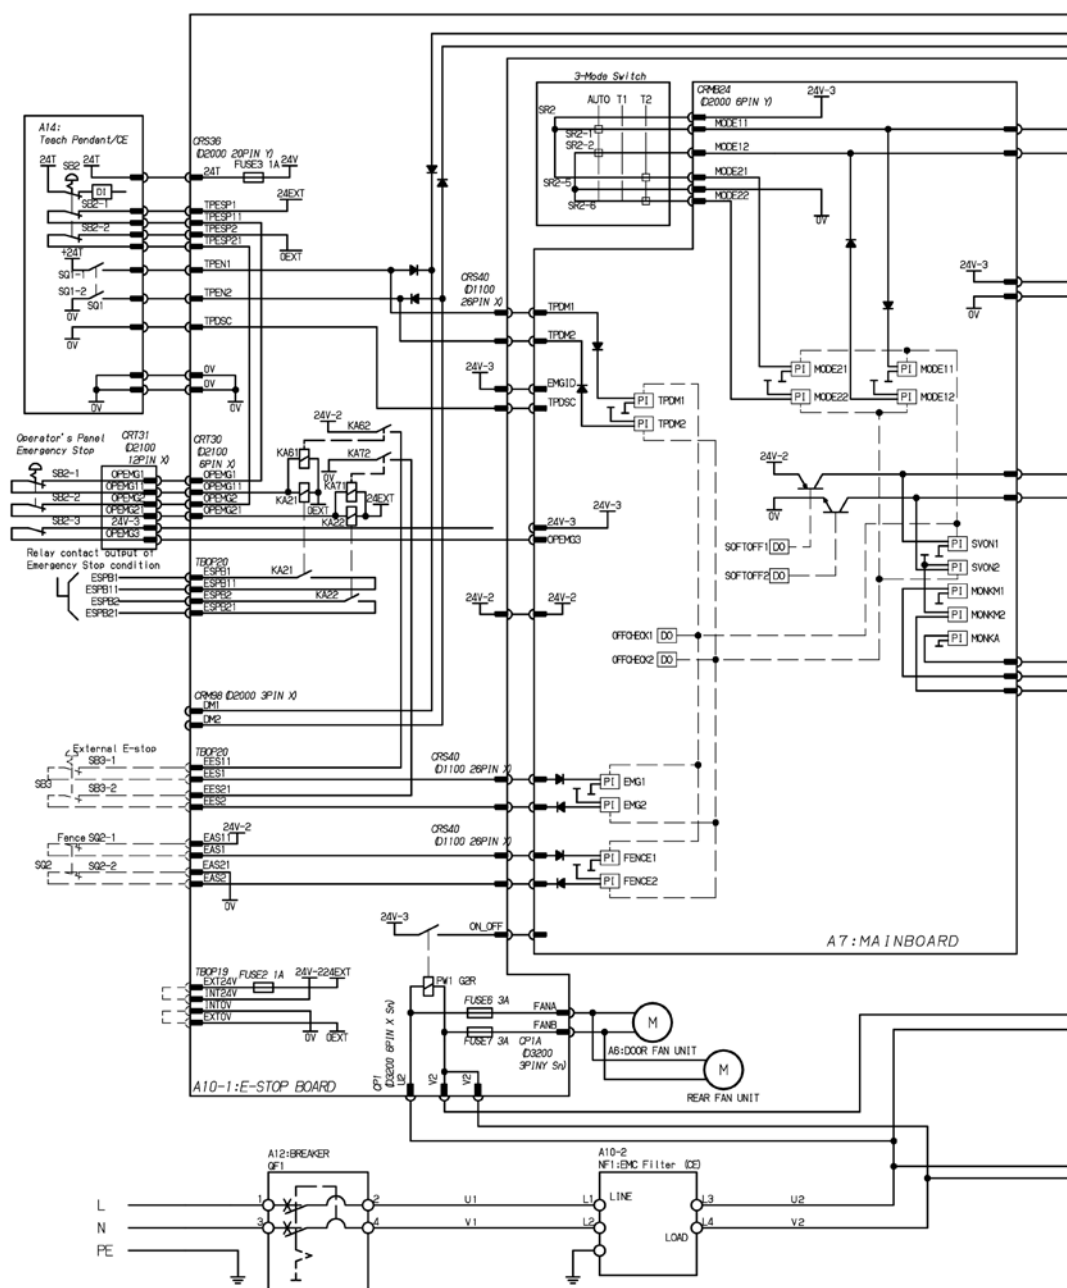 3-Mode Switch
AUTO T1 T2
SR2
SR2-1
SR2-2
SR2-5
SR2-6
CRMB24
(D2000 6PIN Y)
24V-3
MODE11
MODE12
MODE21
MODE22
0V
A14:
Teach Pendant/CE
24T
24T
SB2
DI
SB2-1
SB2-2
+24T
SQ1-1
SQ1-2
SQ1
0V
0V
0V
CRS36
(D2000 20PIN Y)
FUSE3 1A
24V
24T
24EXT
TPESP1
TPESP11
TPESP2
TPESP21
0EXT
TPEN1
TPEN2
TPDSC
0V
0V
0V
CRS40
(D1100
26PIN X)
TPDM1
TPDM2
24V-3
EMGID
TPDSC
24V-3
0V
PI MODE21
PI MODE11
PI MODE22
PI MODE12
PI TPDM1
PI TPDM2
Operator's Panel
Emergency Stop
SB2-1
SB2-2
SB2-3
CRT31
(D2100
12PIN X)
OPEMG1
OPEMG11
OPEMG2
OPEMG21
24V-3
OPEMG3
CRT30
(D2100
6PIN X)
OPEMG1
OPEMG11
OPEMG2
OPEMG21
24V-2
KA62
KA61
KA72
0V
KA71
24EXT
KA21
0EXT
KA22
24V-3
24V-3
OPEMG3
24V-2
0V
SOFTOFF1 DO
SOFTOFF2 DO
PI SVON1
PI SVON2
PI MONKM1
PI MONKM2
PI MONKA
Relay contact output of
Emergency Stop condition
ESPB1
ESPB11
ESPB2
ESPB21
TBOP20
ESPB1
ESPB11
ESPB2
ESPB21
KA21
KA22
24V-2
24V-2
OFFCHECK1 DO
OFFCHECK2 DO
CRM98 (D2000 3PIN X)
DM1
DM2
External E-stop
SB3-1
SB3
SB3-2
TBOP20
EES11
EES1
EES21
EES2
CRS40
(D1100 26PIN X)
PI EMG1
PI EMG2
Fence SQ2-1
SQ2
SQ2-2
24V-2
EAS11
EAS1
EAS21
EAS2
0V
CRS40
(D1100 26PIN X)
PI FENCE1
PI FENCE2
24V-3
ON_OFF
A7:MAINBOARD
TBOP19
FUSE2 1A
24V-2
24EXT
EXT24V
INT24V
INT0V
EXT0V
0V
0EXT
PW1 G2R
FUSE6 3A
FUSE7 3A
FANA
FANB
CP1A
(D3200
3PINY Sn)
CP1
(D3200 6PIN X Sn)
U2
V2
V2
M
A6:DOOR FAN UNIT
M
REAR FAN UNIT
A10-1:E-STOP BOARD
A12:BREAKER
QF1
A10-2
NF1:EMC Filter (CE)
L
1
2
U1
L1
LINE
L3
U2
N
3
4
V1
L2
LOAD
L4
V2
PE